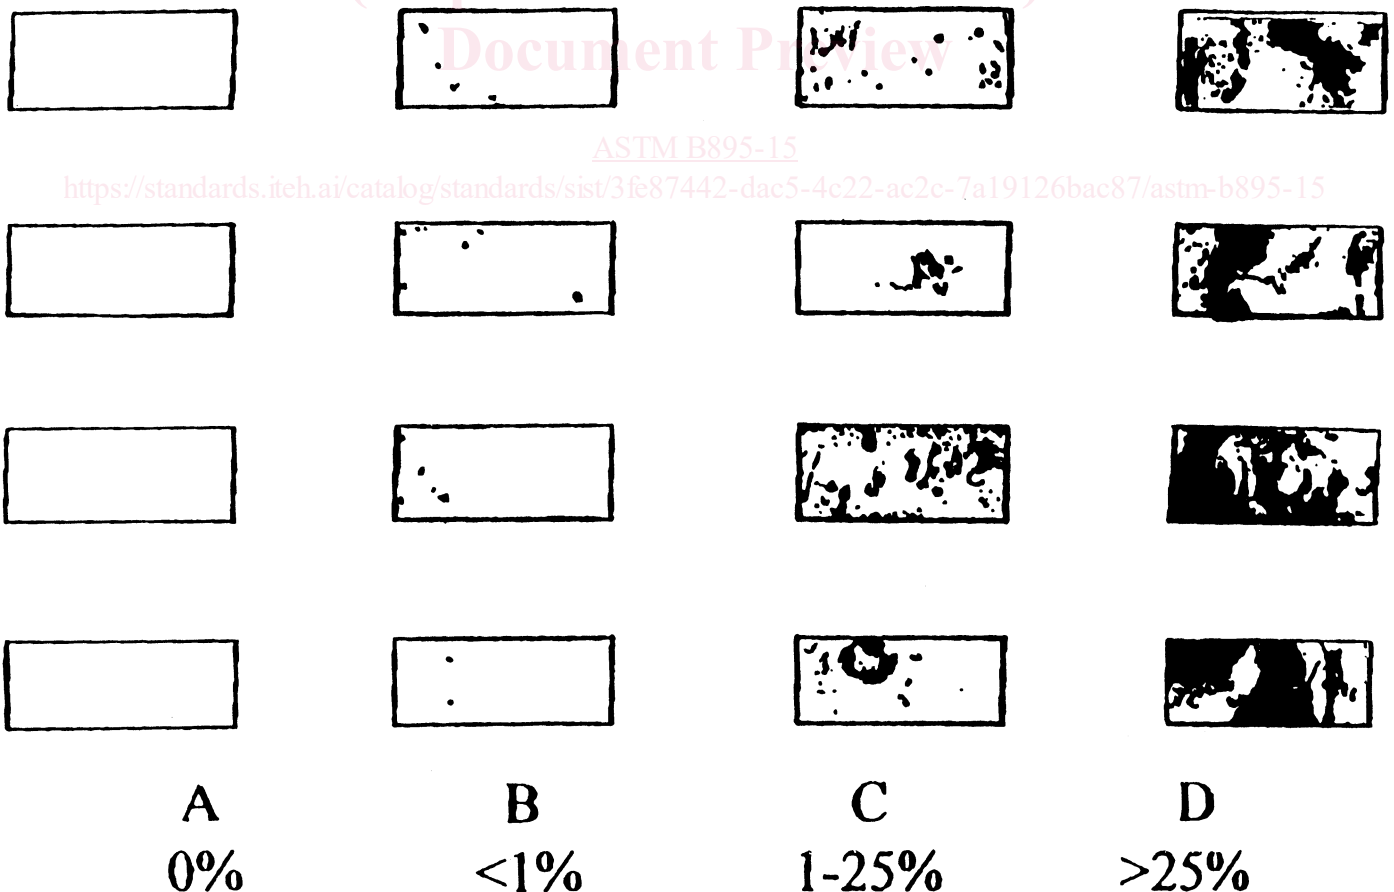 Document Preview
ASTM B895-15
https://standards.iteh.ai/catalog/standards/sist/3fe87442-dac5-4c22-ac2c-7a19126bac87/astm-b895-15
A B C D
0% <1% 1-25% >25%